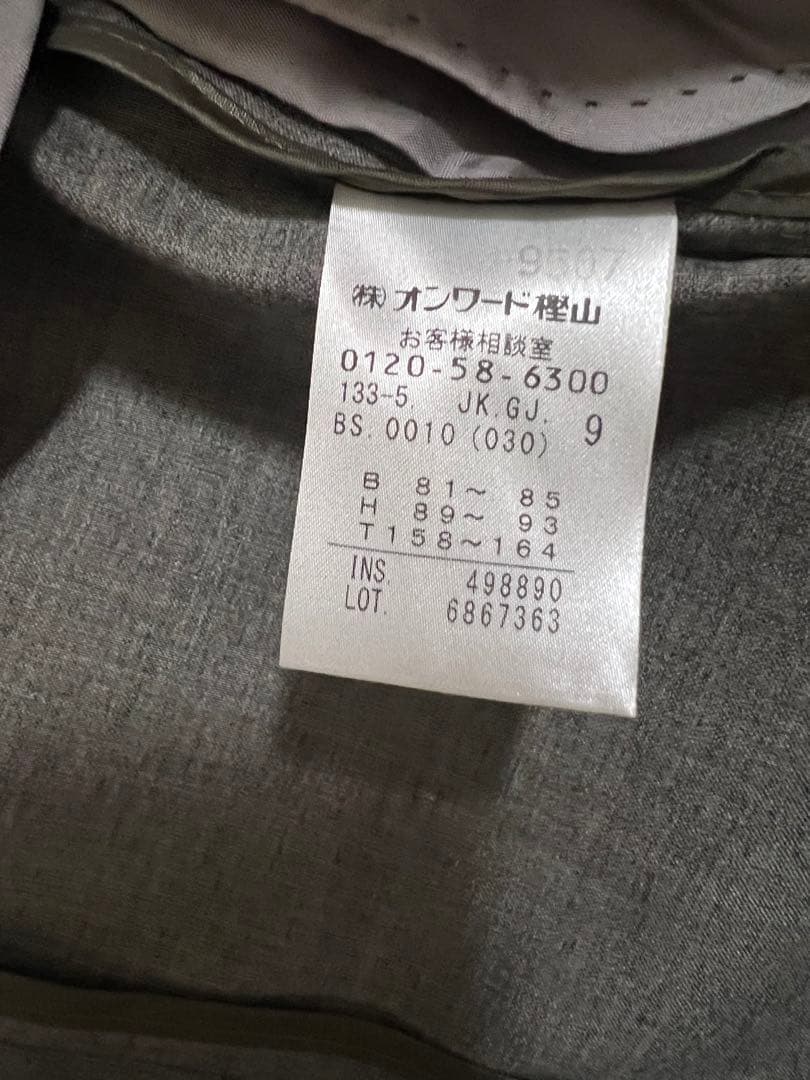 ㈱オンワード樫山
お客様相談室
0120-58-6300
133-5. JK.GJ. 9
BS.0010(030)
B 81〜 85
H 89〜 93
T158〜164
INS. 498890
LOT. 6867363